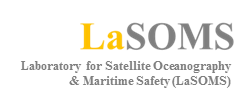 LaSOMS
Laboratory for Satellite Oceanography
& Maritime Safety (LaSOMS)